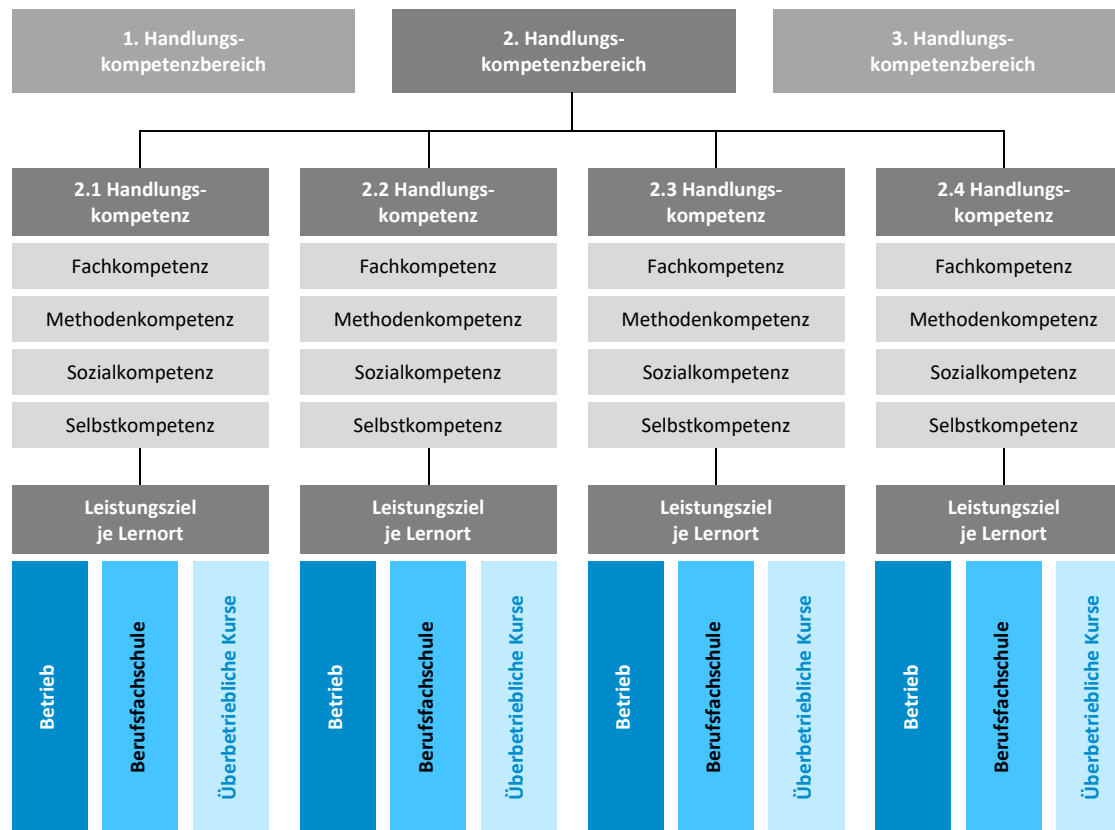 1. Handlungs-
kompetenzbereich
2. Handlungs-
kompetenzbereich
3. Handlungs-
kompetenzbereich
2.1 Handlungs-
kompetenz
2.2 Handlungs-
kompetenz
2.3 Handlungs-
kompetenz
2.4 Handlungs-
kompetenz
Fachkompetenz
Fachkompetenz
Fachkompetenz
Fachkompetenz
Methodenkompetenz
Methodenkompetenz
Methodenkompetenz
Methodenkompetenz
Sozialkompetenz
Sozialkompetenz
Sozialkompetenz
Sozialkompetenz
Selbstkompetenz
Selbstkompetenz
Selbstkompetenz
Selbstkompetenz
Leistungsziel
je Lernort
Leistungsziel
je Lernort
Leistungsziel
je Lernort
Leistungsziel
je Lernort
Betrieb
Berufsfachschule
Überbetriebliche Kurse
Betrieb
Berufsfachschule
Überbetriebliche Kurse
Betrieb
Berufsfachschule
Überbetriebliche Kurse
Betrieb
Berufsfachschule
Überbetriebliche Kurse